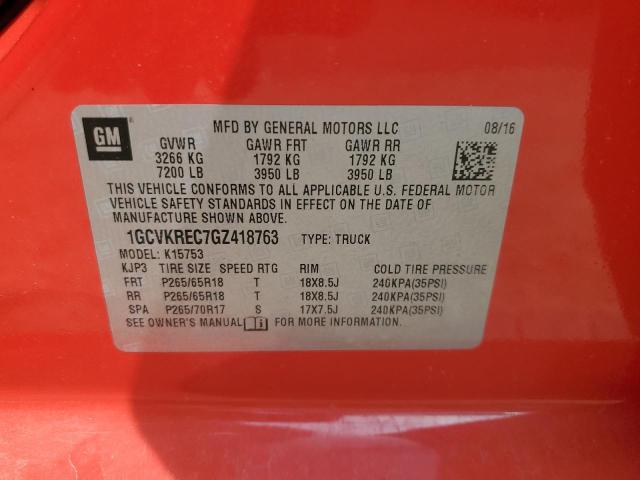 GM
MFD BY GENERAL MOTORS LLC 08/16
GVWR GAWR FRT GAWR RR
3266 KG 1792 KG 1792 KG
7200 LB 3950 LB 3950 LB
THIS VEHICLE CONFORMS TO ALL APPLICABLE U.S. FEDERAL MOTOR
VEHICLE SAFETY STANDARDS IN EFFECT ON THE DATE OF
MANUFACTURE SHOWN ABOVE.
1GCVKREC7GZ418763 TYPE: TRUCK
MODEL: K15753
KJP3 TIRE SIZE SPEED RTG RIM COLD TIRE PRESSURE
FRT P265/65R18 T 18X8.5J 240KPA(35PSI)
RR P265/65R18 T 18X8.5J 240KPA(35PSI)
SPA P265/70R17 S 17X7.5J 240KPA(35PSI)
SEE OWNER'S MANUAL FOR MORE INFORMATION.